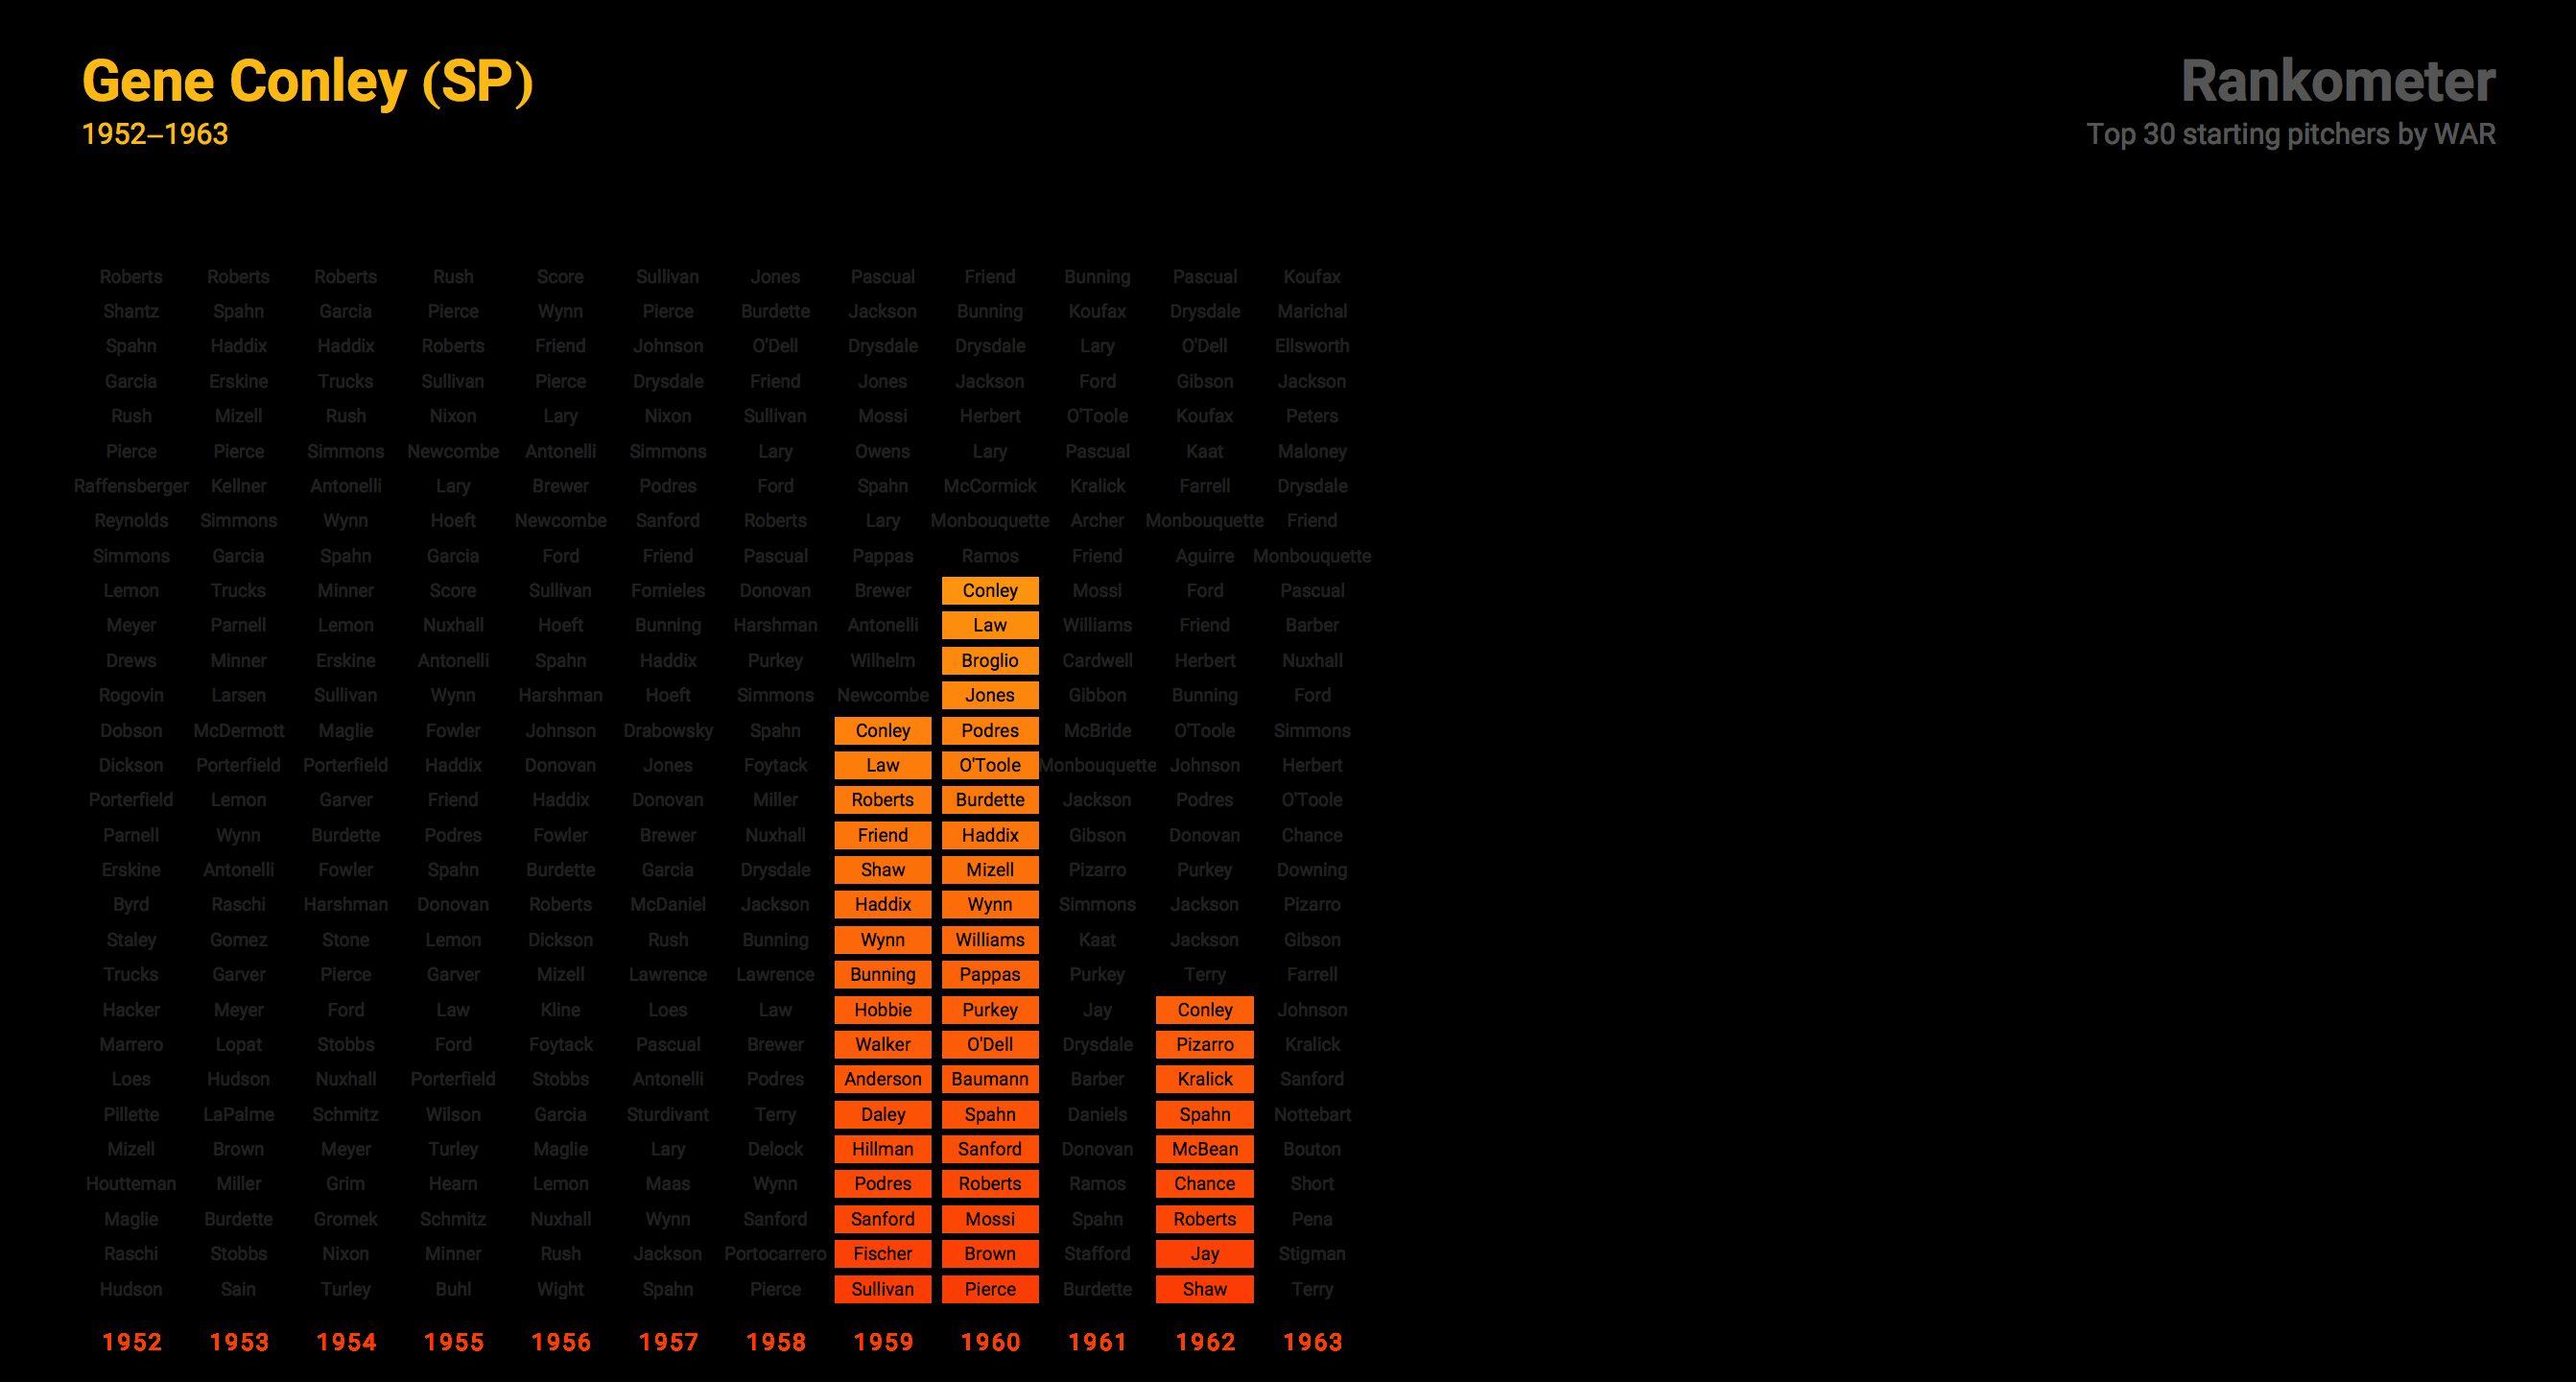 Gene Conley (SP)
1952–1963
Rankometer
Top 30 starting pitchers by WAR
Roberts Roberts Roberts Rush Score Sullivan Jones Pascual Friend Bunning Pascual Koufax
Shantz Spahn Garcia Pierce Wynn Pierce Burdette Jackson Bunning Koufax Drysdale Marichal
Spahn Haddix Haddix Roberts Friend Johnson O'Dell Drysdale Drysdale Lary O'Dell Ellsworth
Garcia Erskine Trucks Sullivan Pierce Drysdale Friend Jones Jackson Ford Gibson Jackson
Rush Mizell Rush Nixon Lary Nixon Sullivan Mossi Herbert O'Toole Koufax Peters
Pierce Pierce Simmons Newcombe Antonelli Simmons Lary Owens Lary Pascual Kaat Maloney
Raffensberger Kellner Antonelli Lary Brewer Podres Ford Spahn McCormick Kralick Farrell Drysdale
Reynolds Simmons Wynn Hoeft Newcombe Sanford Roberts Lary Monbouquette Archer Monbouquette Friend
Simmons Garcia Spahn Garcia Ford Friend Pascual Pappas Ramos Friend Aguirre Monbouquette
Lemon Trucks Minner Score Sullivan Fornieles Donovan Brewer Conley Mossi Ford Pascual
Meyer Parnell Lemon Nuxhall Hoeft Bunning Harshman Antonelli Law Williams Friend Barber
Drews Minner Erskine Antonelli Spahn Haddix Purkey Wilhelm Broglio Cardwell Herbert Nuxhall
Rogovin Larsen Sullivan Wynn Harshman Hoeft Simmons Newcombe Jones Gibbon Bunning Ford
Dobson McDermott Maglie Fowler Johnson Drabowsky Spahn Conley Podres McBride O'Toole Simmons
Dickson Porterfield Porterfield Haddix Donovan Jones Foytack Law O'Toole Monbouquette Johnson Herbert
Porterfield Lemon Garver Friend Haddix Donovan Miller Roberts Burdette Jackson Podres O'Toole
Parnell Wynn Burdette Podres Fowler Brewer Nuxhall Friend Haddix Gibson Donovan Chance
Erskine Antonelli Fowler Spahn Burdette Garcia Drysdale Shaw Mizell Pizarro Purkey Downing
Byrd Raschi Harshman Donovan Roberts McDaniel Jackson Haddix Wynn Simmons Jackson Pizarro
Staley Gomez Stone Lemon Dickson Rush Bunning Wynn Williams Kaat Jackson Gibson
Trucks Garver Pierce Garver Mizell Lawrence Lawrence Bunning Pappas Purkey Terry Farrell
Hacker Meyer Ford Law Kline Loes Law Hobbie Purkey Jay Conley Johnson
Marrero Lopat Stobbs Ford Foytack Pascual Brewer Walker O'Dell Drysdale Pizarro Kralick
Loes Hudson Nuxhall Porterfield Stobbs Antonelli Podres Anderson Baumann Barber Kralick Sanford
Pillette LaPalme Schmitz Wilson Garcia Sturdivant Terry Daley Spahn Daniels Spahn Nottebart
Mizell Brown Meyer Turley Maglie Lary Delock Hillman Sanford Donovan McBean Bouton
Houtteman Miller Grim Hearn Lemon Maas Wynn Podres Roberts Ramos Chance Short
Maglie Burdette Gromek Schmitz Nuxhall Wynn Sanford Sanford Mossi Spahn Roberts Pena
Raschi Stobbs Nixon Minner Rush Jackson Portocarrero Fischer Brown Stafford Jay Stigman
Hudson Sain Turley Buhl Wight Spahn Pierce Sullivan Pierce Burdette Shaw Terry
1952 1953 1954 1955 1956 1957 1958 1959 1960 1961 1962 1963